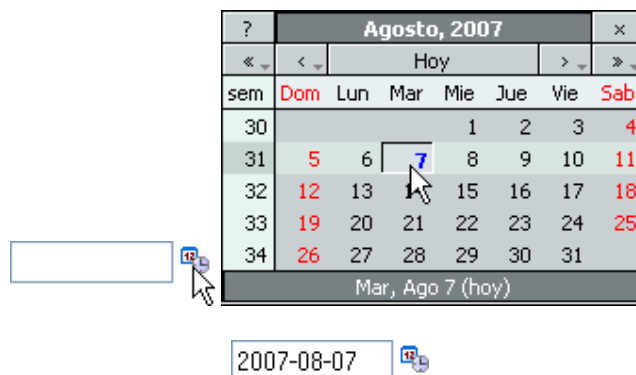 ? Agosto, 2007 ×
« ‹ Hoy › »
sem Dom Lun Mar Mie Jue Vie Sab
30 1 2 3 4
31 5 6 7 8 9 10 11
32 12 13 14 15 16 17 18
33 19 20 21 22 23 24 25
34 26 27 28 29 30 31
Mar, Ago 7 (hoy)
12
2007-08-07 12